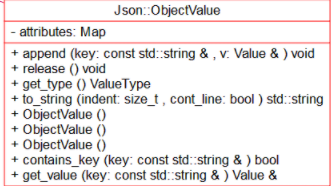 Json::ObjectValue
- attributes: Map
+ append (key: const std::string & , v: Value & ) void
+ release () void
+ get_type () ValueType
+ to_string (indent: size_t , cont_line: bool ) std::string
+ ObjectValue ()
+ ObjectValue ()
+ ObjectValue ()
+ contains_key (key: const std::string & ) bool
+ get_value (key: const std::string & ) Value &